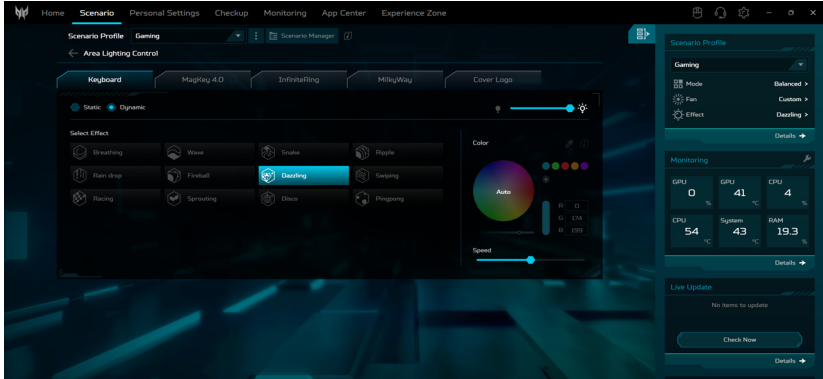 Home Scenario Personal Settings Checkup Monitoring App Center Experience Zone
Scenario Profile Gaming Scenario Manager
Area Lighting Control
Keyboard MagKey 4.0 InfiniteRing MilkyWay Cover Logo
Static Dynamic
Select Effect
Breathing Wave Snake Ripple
Rain drop Fireball Dazzling Swiping
Racing Sprouting Disco Pingpong
Color
Auto
R 0
G 174
B 199
Speed
Scenario Profile
Gaming
Mode Balanced >
Fan Custom >
Effect Dazzling >
Details →
Monitoring
GPU GPU CPU
0 % 41 °C 4 %
CPU System RAM
54 °C 43 °C 19.3 %
Details →
Live Update
No items to update
Check Now
Details →